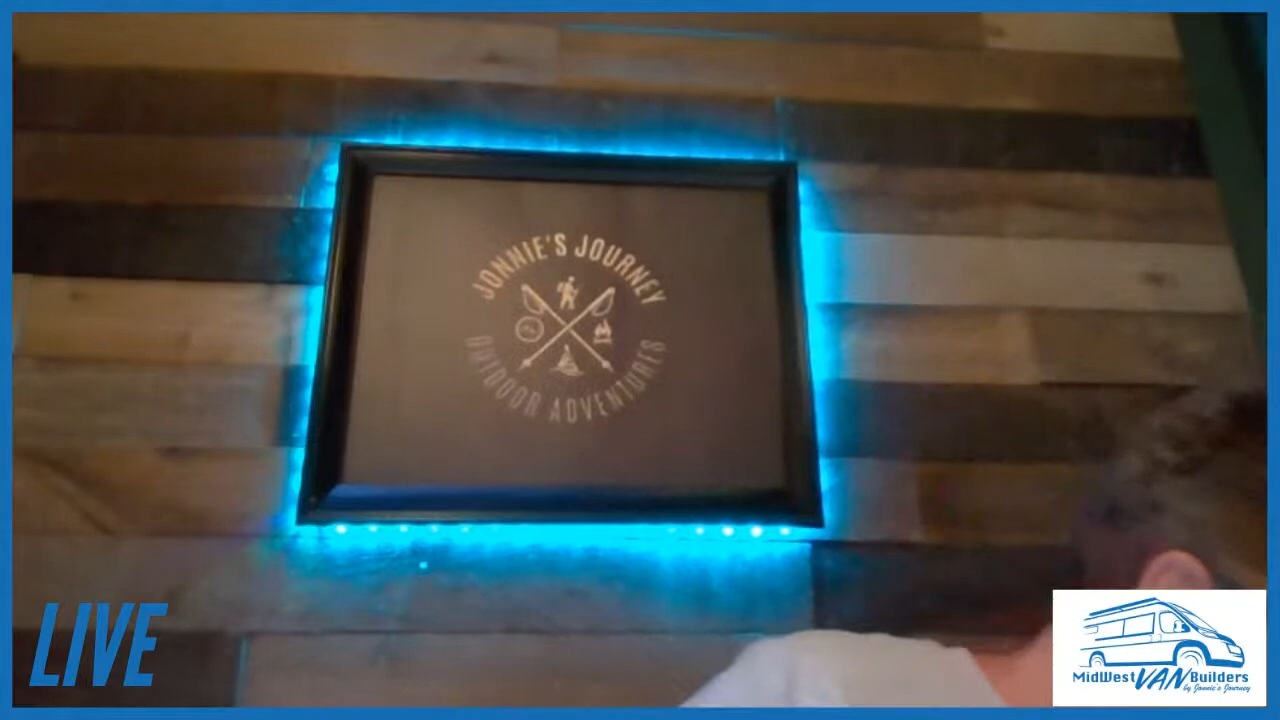 JONNIE'S JOURNEY
OUTDOOR ADVENTURES
LIVE
MIDWEST VAN BUILDERS
by Jonnie's Journey